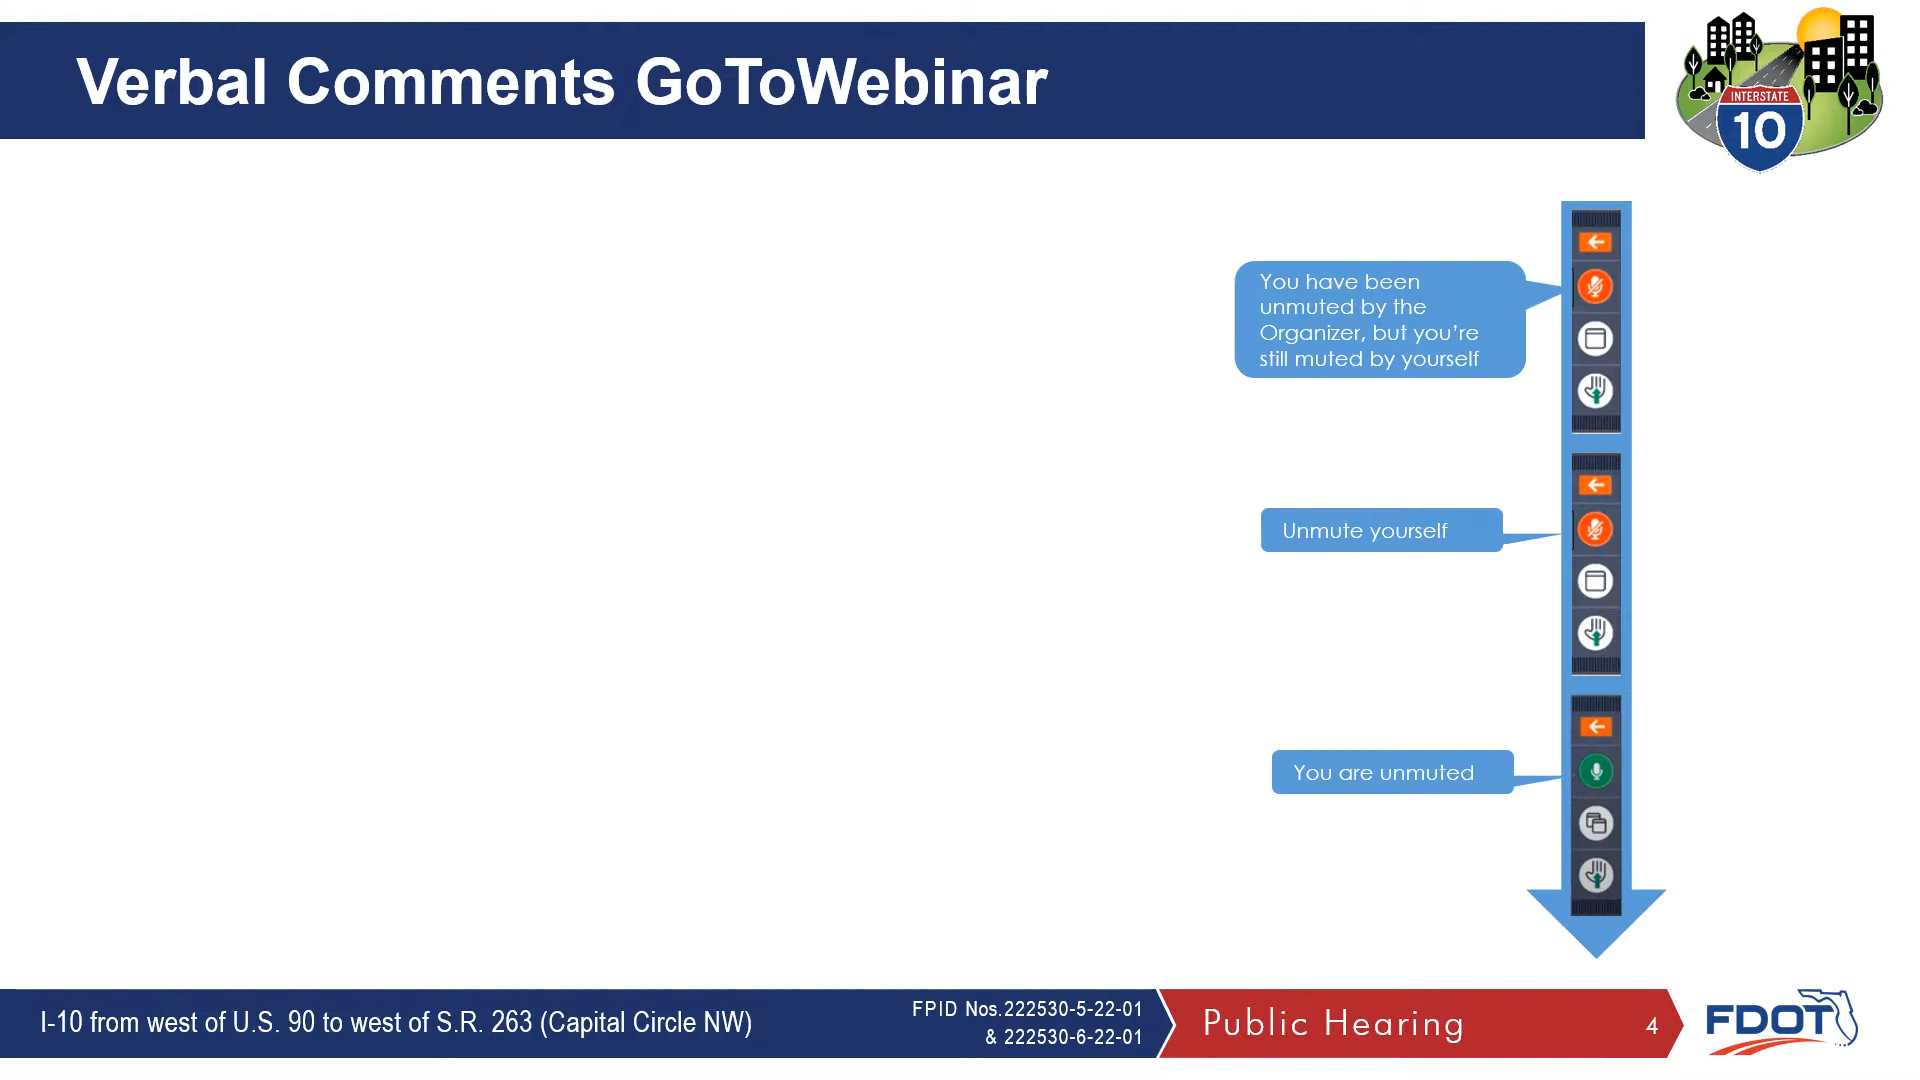 Verbal Comments GoToWebinar
INTERSTATE
10
You have been
unmuted by the
Organizer, but you’re
still muted by yourself
Unmute yourself
You are unmuted
I-10 from west of U.S. 90 to west of S.R. 263 (Capital Circle NW)
FPID Nos.222530-5-22-01
& 222530-6-22-01
Public Hearing
4
FDOT